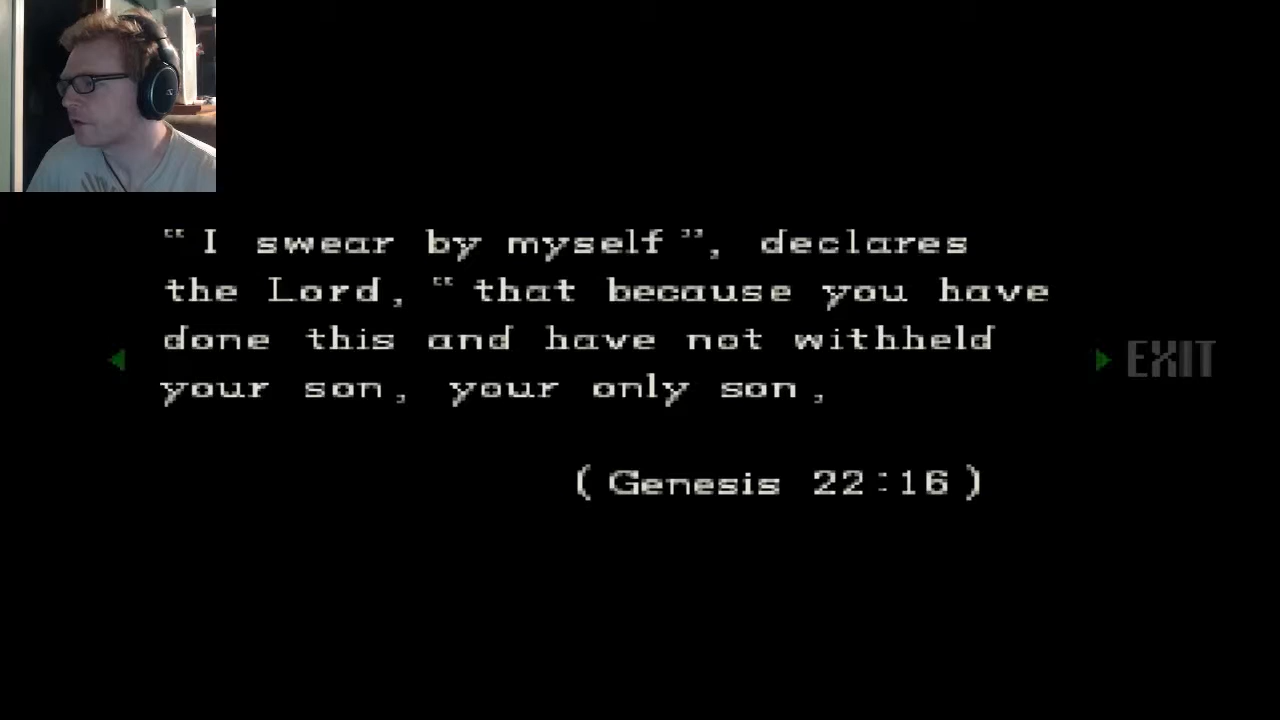 “I swear by myself”, declares
the Lord, “that because you have
done this and have not withheld
your son, your only son,
EXIT
(Genesis 22:16)